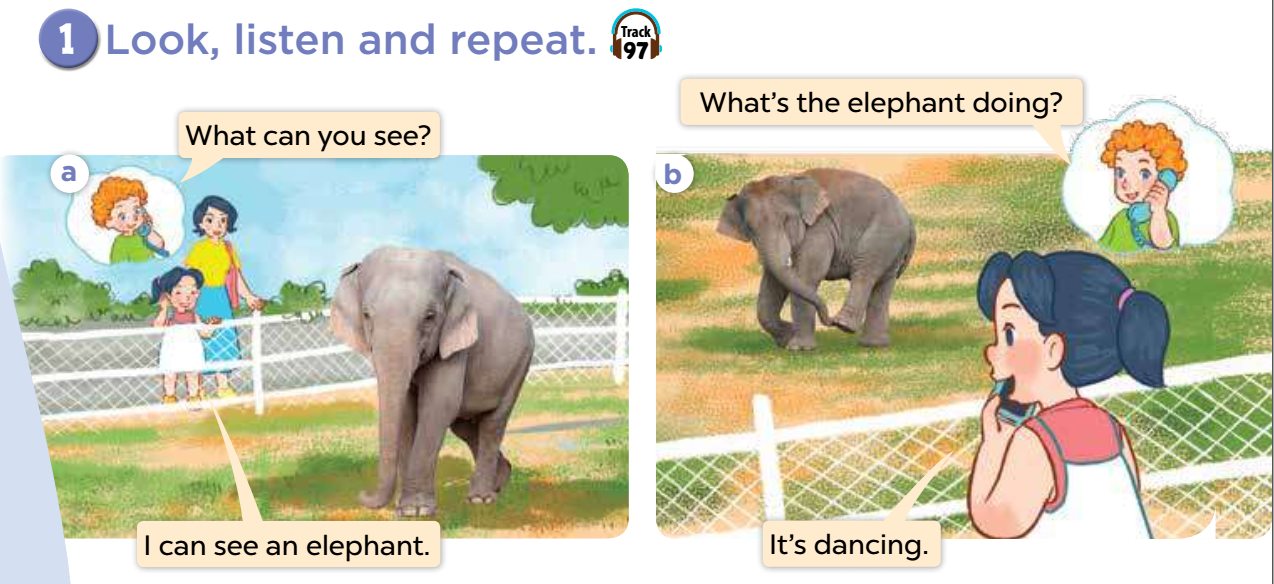 1 Look, listen and repeat. Track 97
What can you see?
a
I can see an elephant.
What's the elephant doing?
b
It's dancing.